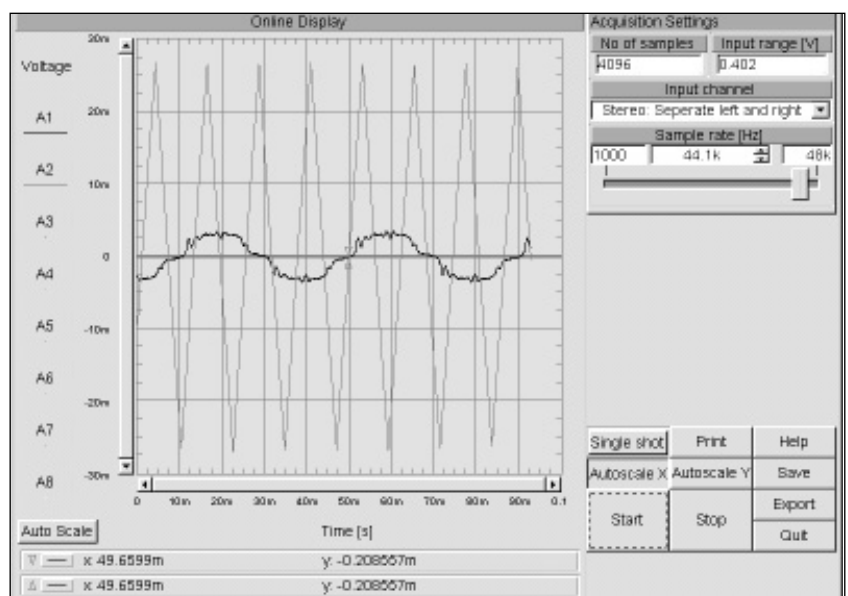 Online Display
Acquisition Settings
Voltage
A1
A2
A3
A4
A5
A6
A7
A8
30m
20m
10m
0
-10m
-20m
-30m
0 10m 20m 30m 40m 50m 60m 70m 80m 90m 0.1
Auto Scale
Time [s]
x: 49.6599m y: -0.208557m
x: 49.6599m y: -0.208557m
No of samples Input range [V]
4096 0.402
Input channel
Stereo: Seperate left and right
Sample rate [Hz]
1000 44.1k 48k
Single shot Print Help
Autoscale X Autoscale Y Save
Start Stop Export
Quit